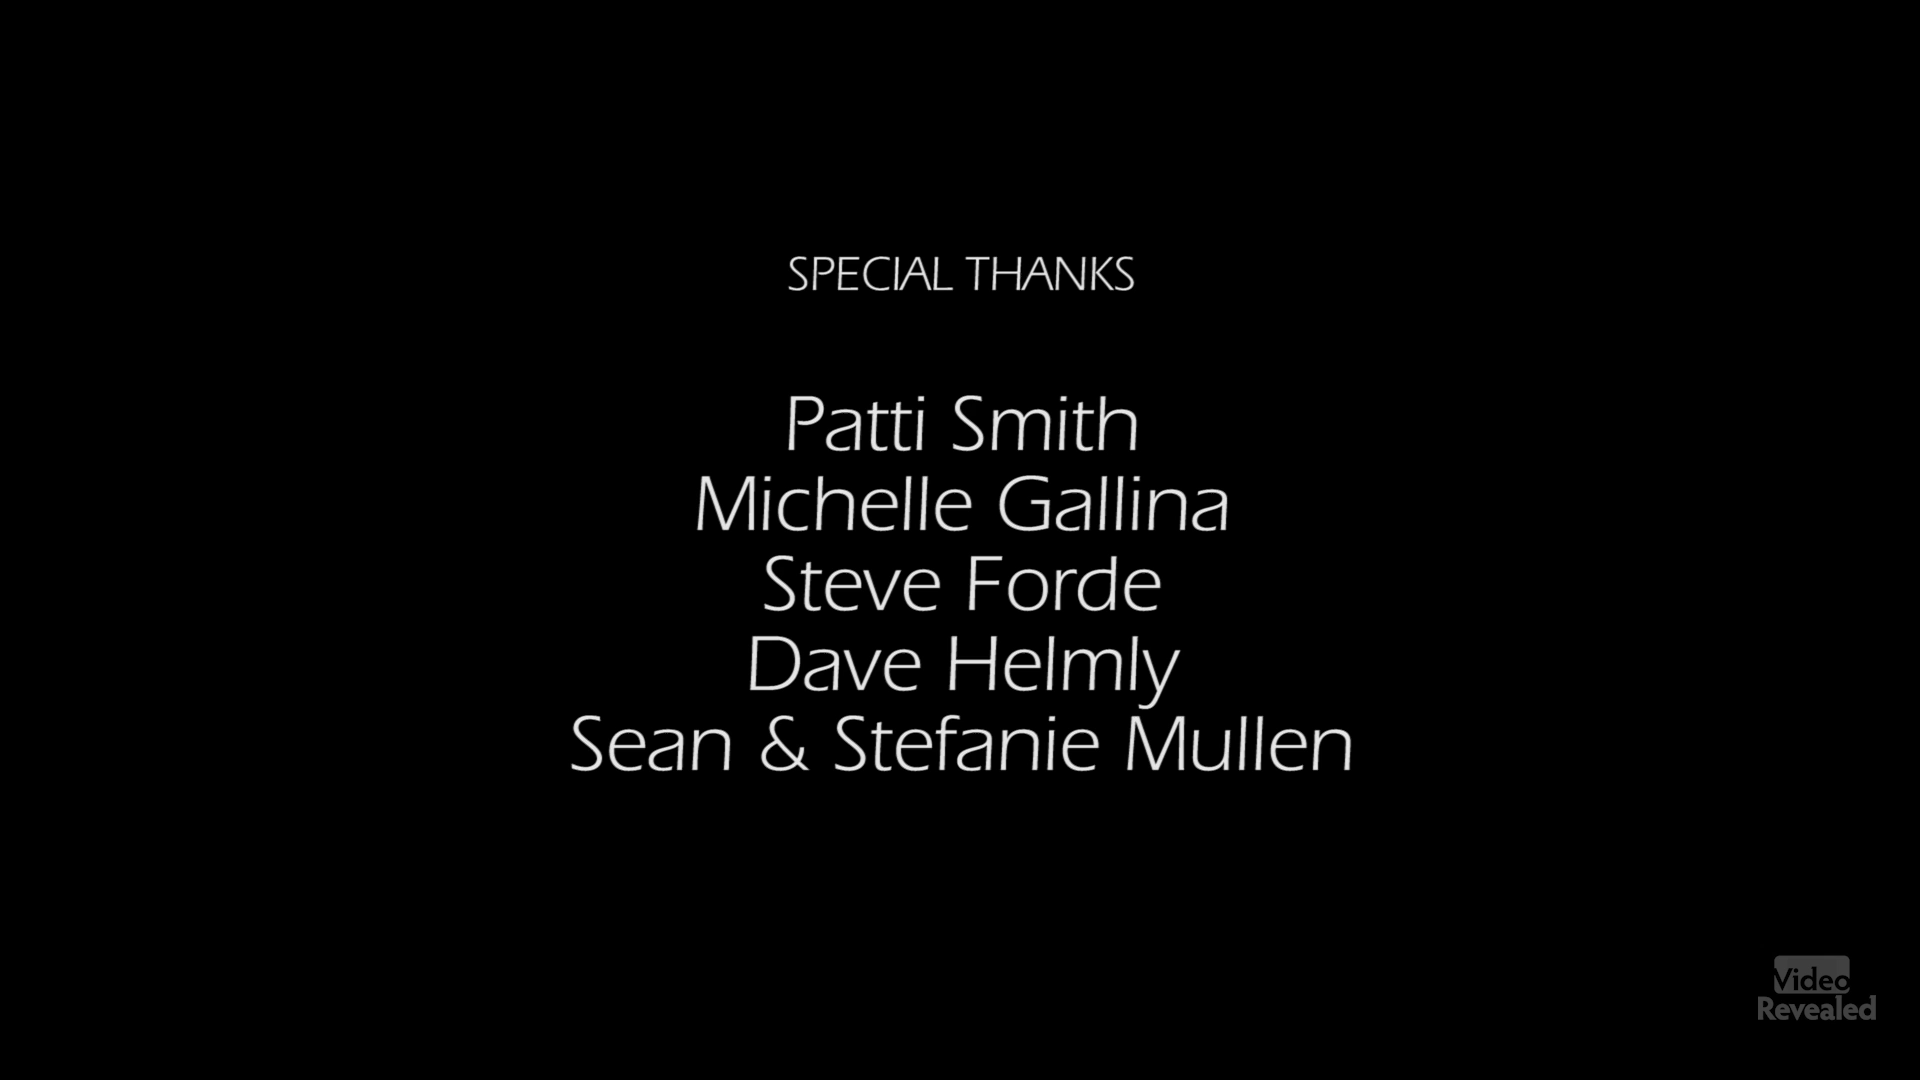 SPECIAL THANKS
Patti Smith
Michelle Gallina
Steve Forde
Dave Helmly
Sean & Stefanie Mullen
Video
Revealed